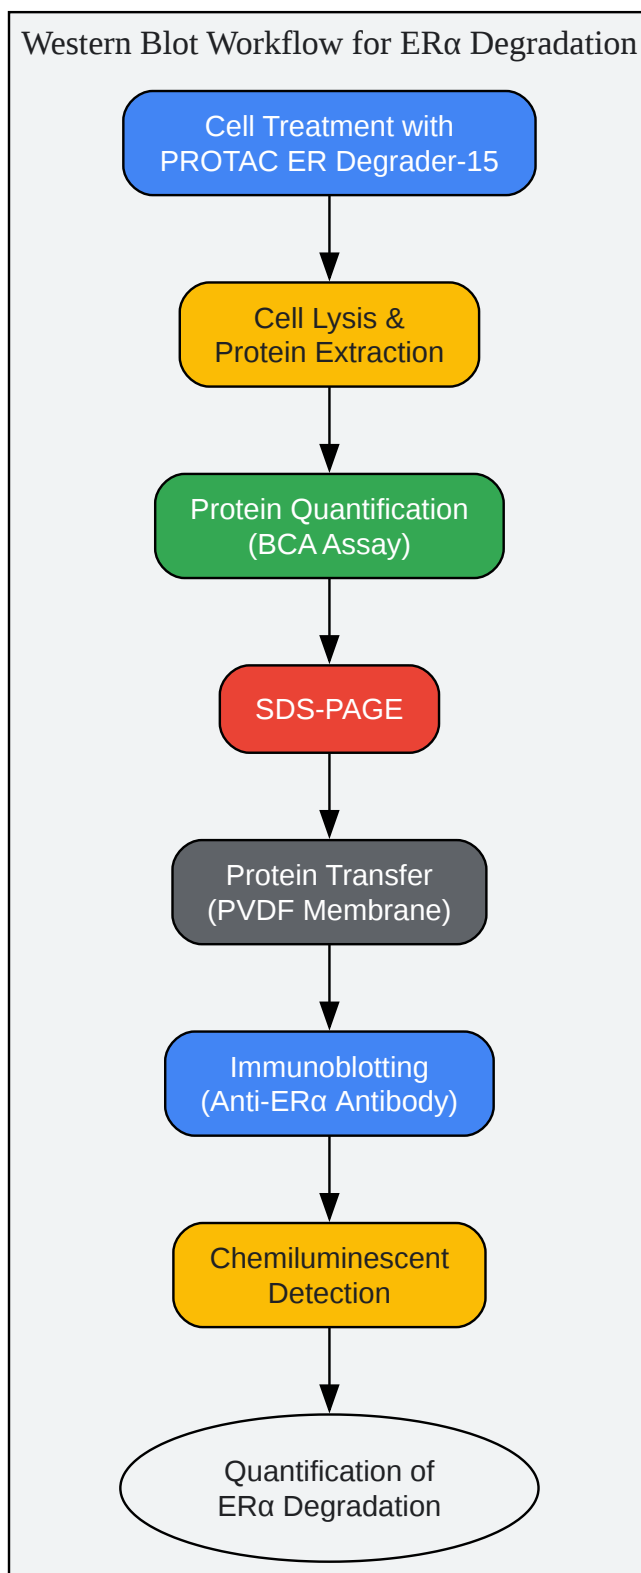 Western Blot Workflow for ERα Degradation
Cell Treatment with
PROTAC ER Degrader-15
Cell Lysis &
Protein Extraction
Protein Quantification
(BCA Assay)
SDS-PAGE
Protein Transfer
(PVDF Membrane)
Immunoblotting
(Anti-ERα Antibody)
Chemiluminescent
Detection
Quantification of
ERα Degradation